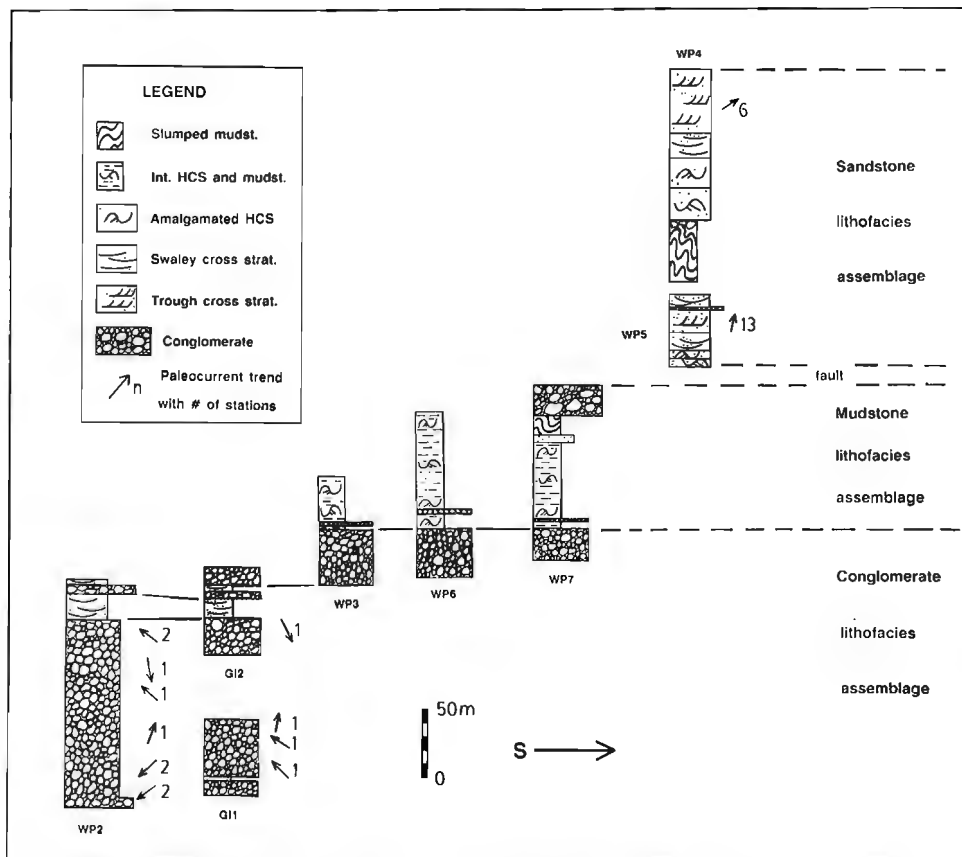 LEGEND
Slumped mudst.
Int. HCS and mudst.
Amalgamated HCS
Swaley cross strat.
Trough cross strat.
Conglomerate
n Paleocurrent trend
with # of stations
WP4
6
Sandstone
lithofacies
assemblage
WP5
13
fault
Mudstone
lithofacies
assemblage
WP3
WP6
WP7
Conglomerate
lithofacies
assemblage
2
1
1
1
2
2
WP2
1
GI2
1
1
1
GI1
50m
0
S